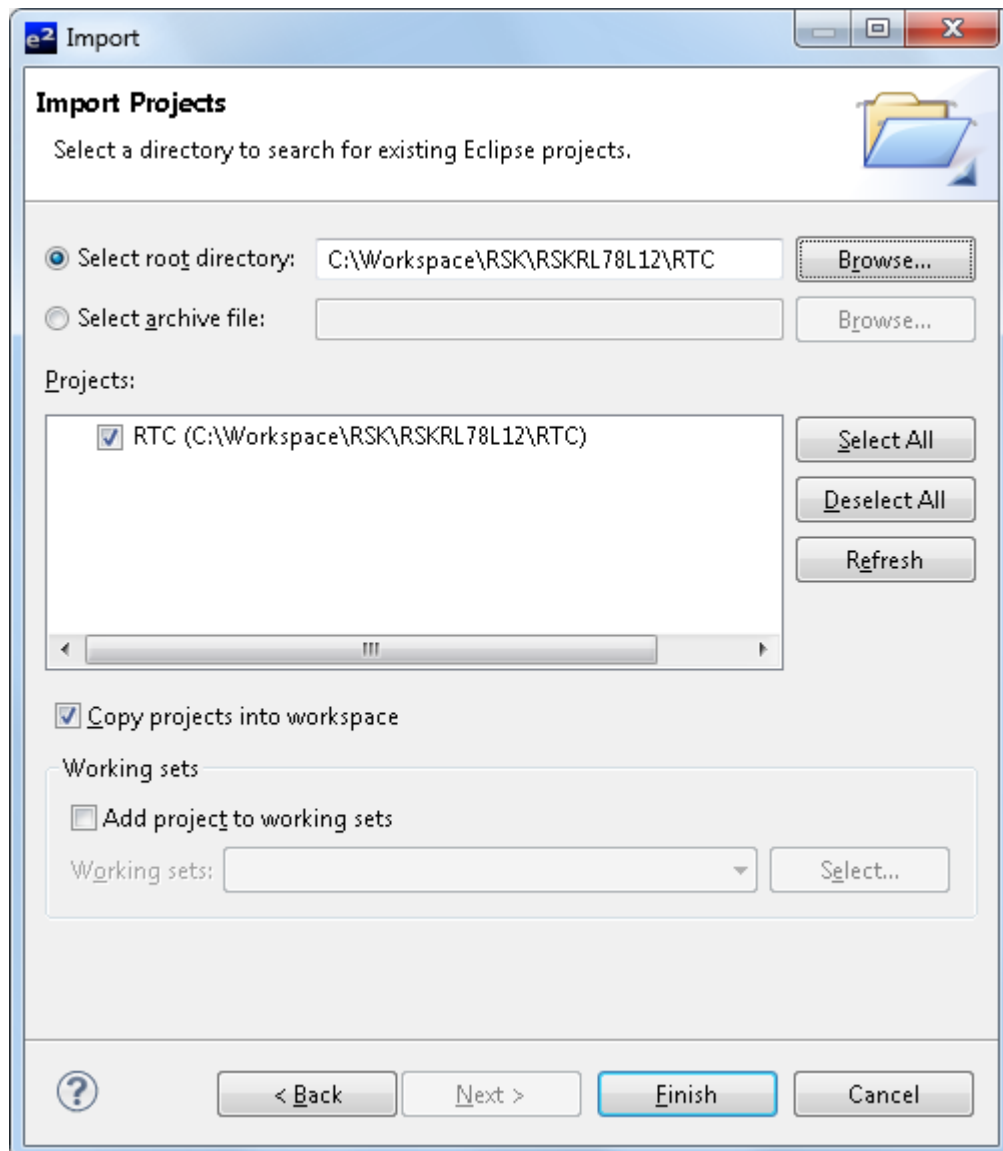 e² Import
Import Projects
Select a directory to search for existing Eclipse projects.
Select root directory: C:\Workspace\RSK\RSKRL78L12\RTC Browse...
Select archive file: Browse...
Projects:
RTC (C:\Workspace\RSK\RSKRL78L12\RTC)
Select All
Deselect All
Refresh
Copy projects into workspace
Working sets
Add project to working sets
Working sets: Select...
? < Back Next > Finish Cancel